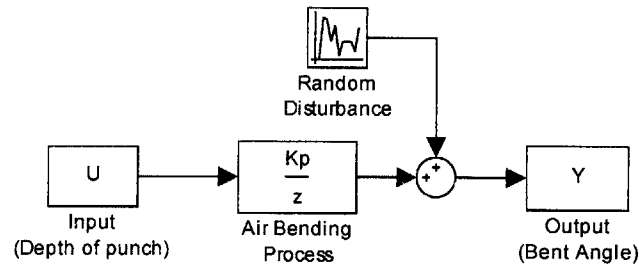 Random
Disturbance
U
Input
(Depth of punch)
Kp
z
Air Bending
Process
+
+
Y
Output
(Bent Angle)